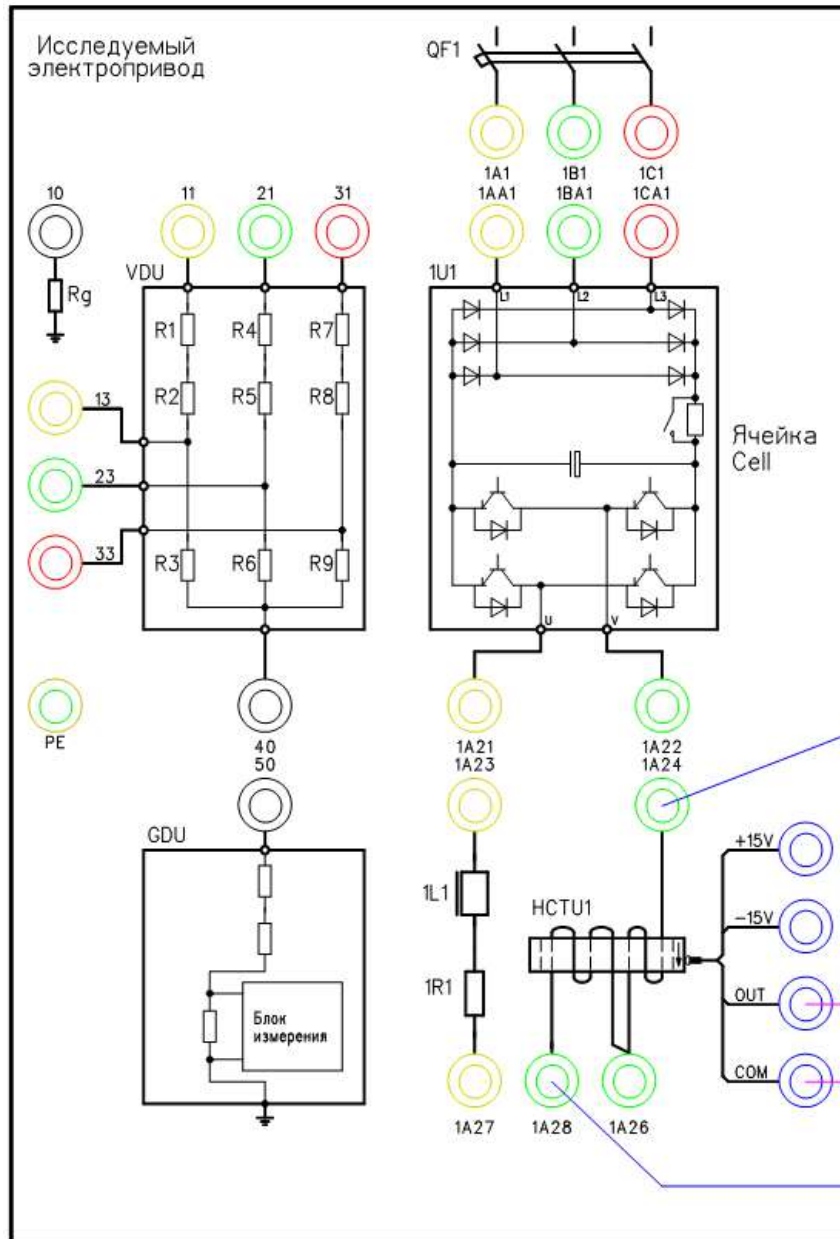 Исследуемый
электропривод
QF1
1A1 1B1 1C1
1AA1 1BA1 1CA1
10 11 21 31
VDU
1U1
Rg
L1 L2 L3
R1 R4 R7
R2 R5 R8
13
23
33
R3 R6 R9
Ячейка
Cell
U V
PE
40
50
1A21 1A22
1A23 1A24
GDU
1L1
HCTU1
1R1
+15V
-15V
OUT
COM
Блок
измерения
1A27 1A28 1A26